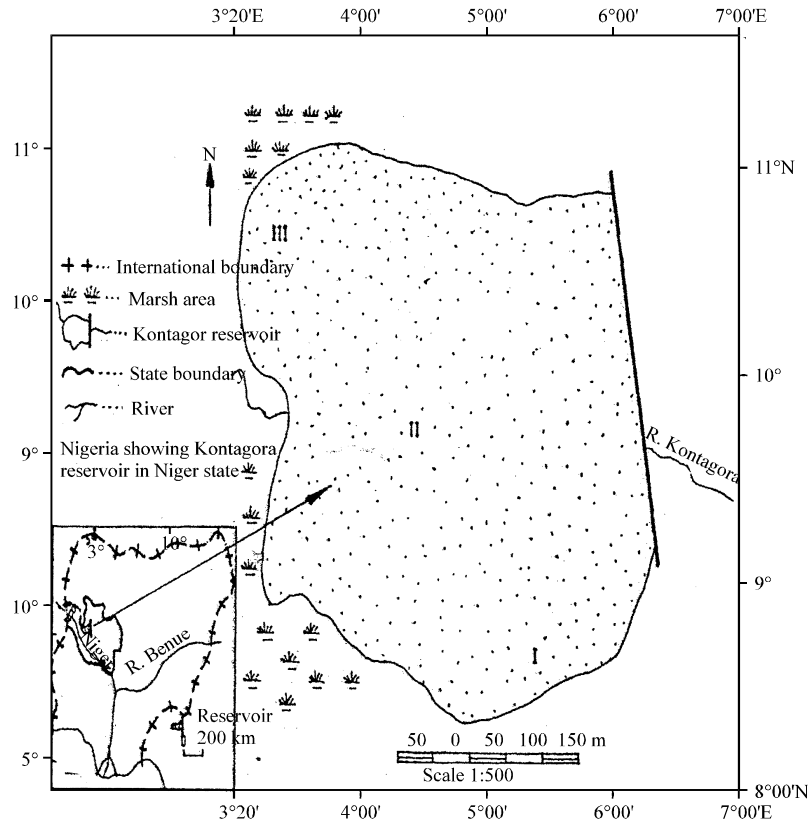 3°20'E 4°00' 5°00' 6°00' 7°00'E
11°
11°N
N
III
International boundary
Marsh area
10°
Kontagor reservoir
State boundary
10°
River
II
R. Kontagora
Nigeria showing Kontagora
reservoir in Niger state
9°
3° 10°
9°
10°
Niger
R. Benue
I
Reservoir
200 km
50 0 50 100 150 m
5°
Scale 1:500
8°00'N
3°20' 4°00' 5°00' 6°00' 7°00'E